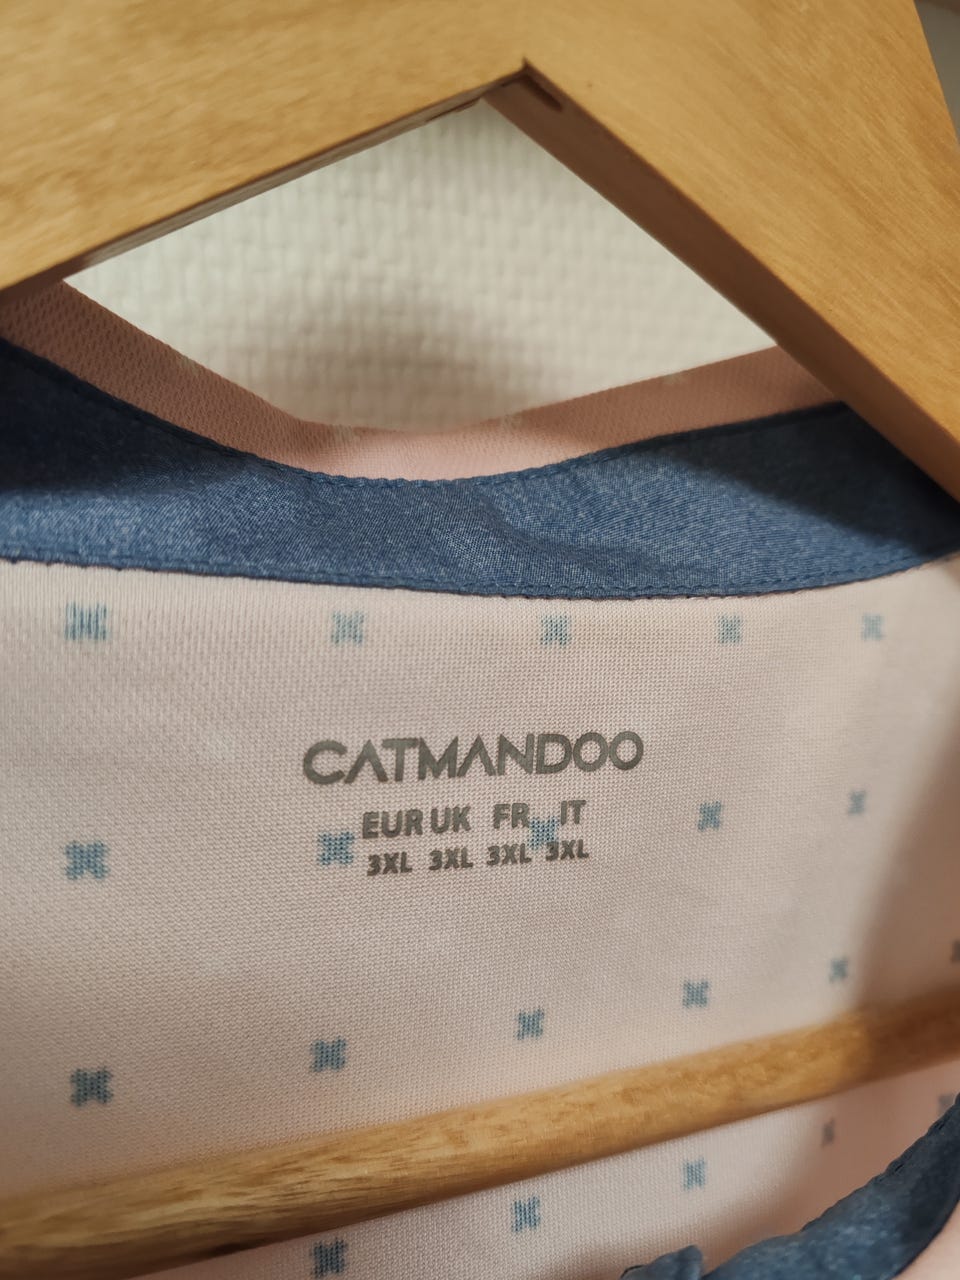 CATMANDOO
EUR UK FR IT
3XL 3XL 3XL 3XL